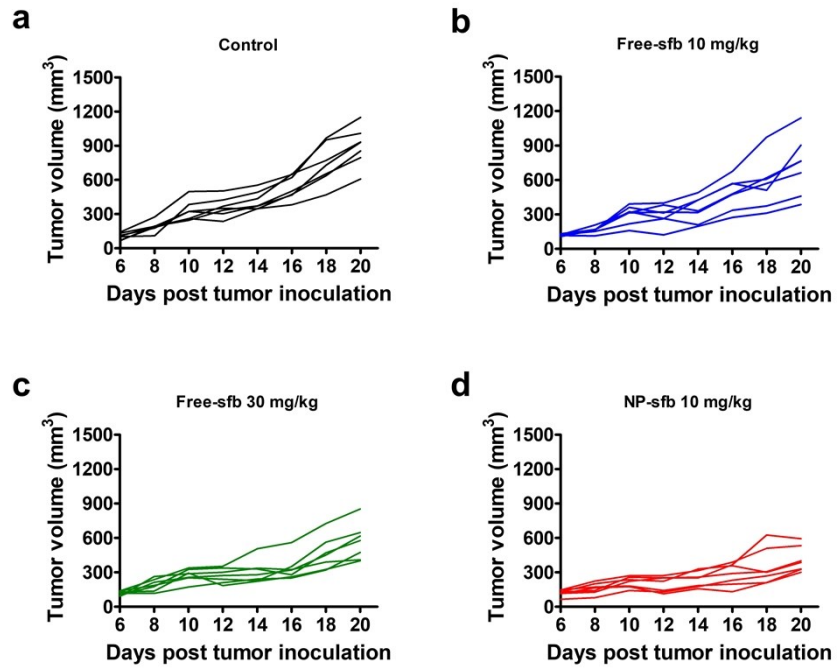 a
Control
Tumor volume (mm³)
1500
1200
900
600
300
0
6 8 10 12 14 16 18 20
Days post tumor inoculation
b
Free-sfb 10 mg/kg
Tumor volume (mm³)
1500
1200
900
600
300
0
6 8 10 12 14 16 18 20
Days post tumor inoculation
c
Free-sfb 30 mg/kg
Tumor volume (mm³)
1500
1200
900
600
300
0
6 8 10 12 14 16 18 20
Days post tumor inoculation
d
NP-sfb 10 mg/kg
Tumor volume (mm³)
1500
1200
900
600
300
0
6 8 10 12 14 16 18 20
Days post tumor inoculation